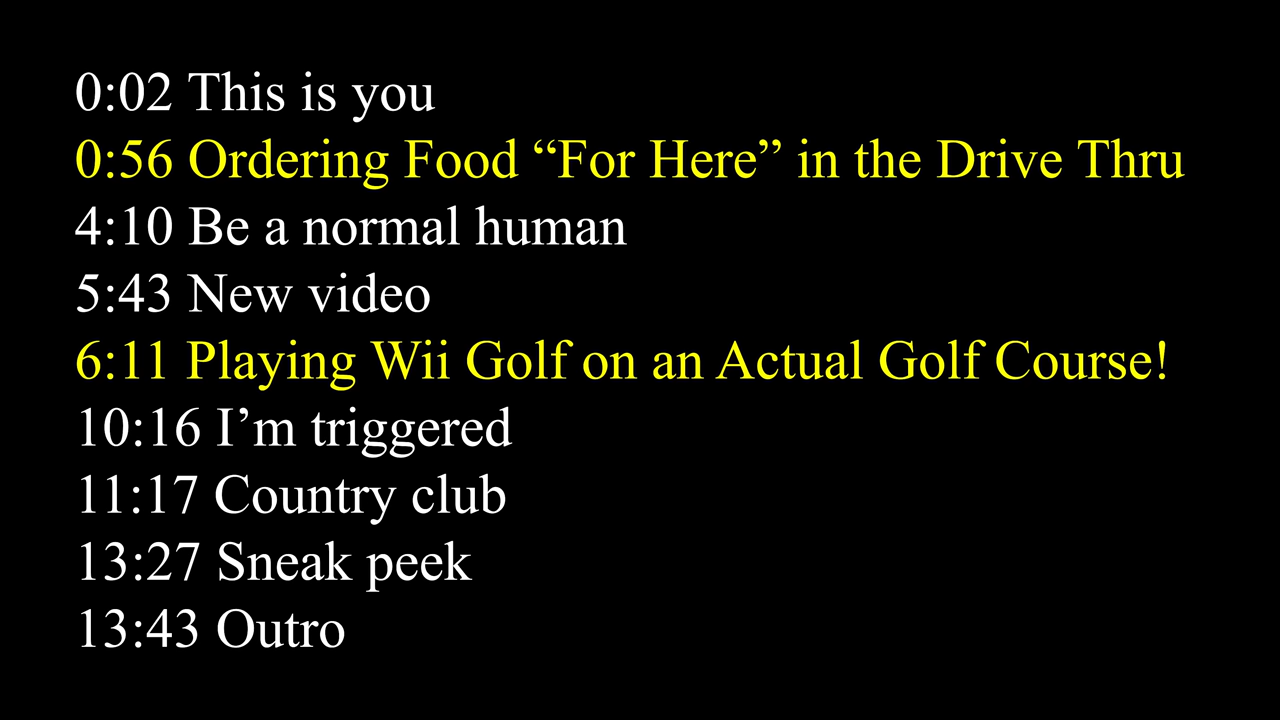 0:02 This is you
0:56 Ordering Food “For Here” in the Drive Thru
4:10 Be a normal human
5:43 New video
6:11 Playing Wii Golf on an Actual Golf Course!
10:16 I’m triggered
11:17 Country club
13:27 Sneak peek
13:43 Outro